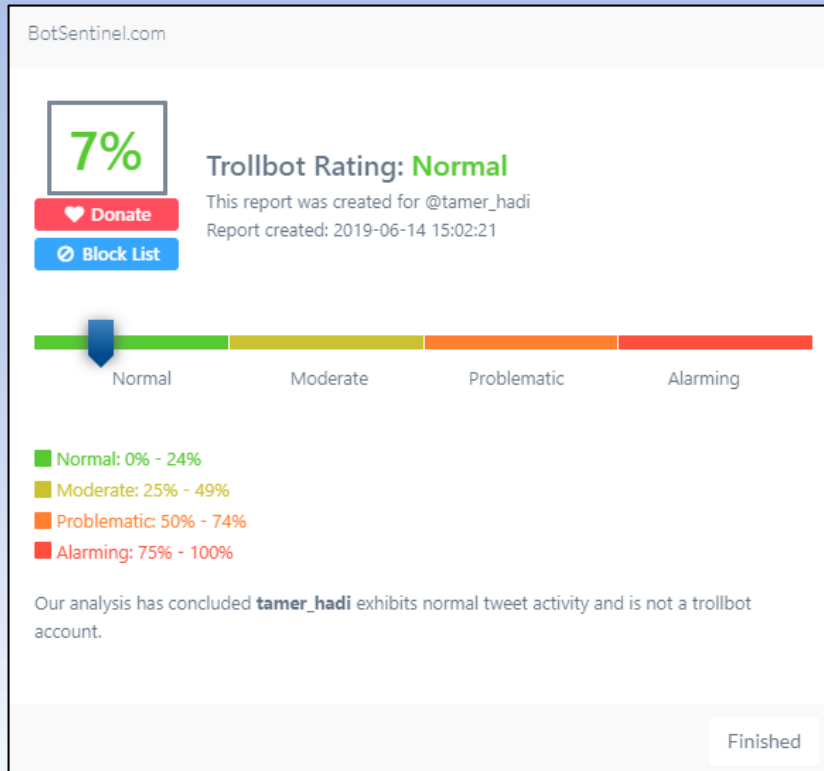 BotSentinel.com
7%
Donate
Block List
Trollbot Rating: Normal
This report was created for @tamer_hadi
Report created: 2019-06-14 15:02:21
Normal Moderate Problematic Alarming
Normal: 0% - 24%
Moderate: 25% - 49%
Problematic: 50% - 74%
Alarming: 75% - 100%
Our analysis has concluded tamer_hadi exhibits normal tweet activity and is not a trollbot
account.
Finished